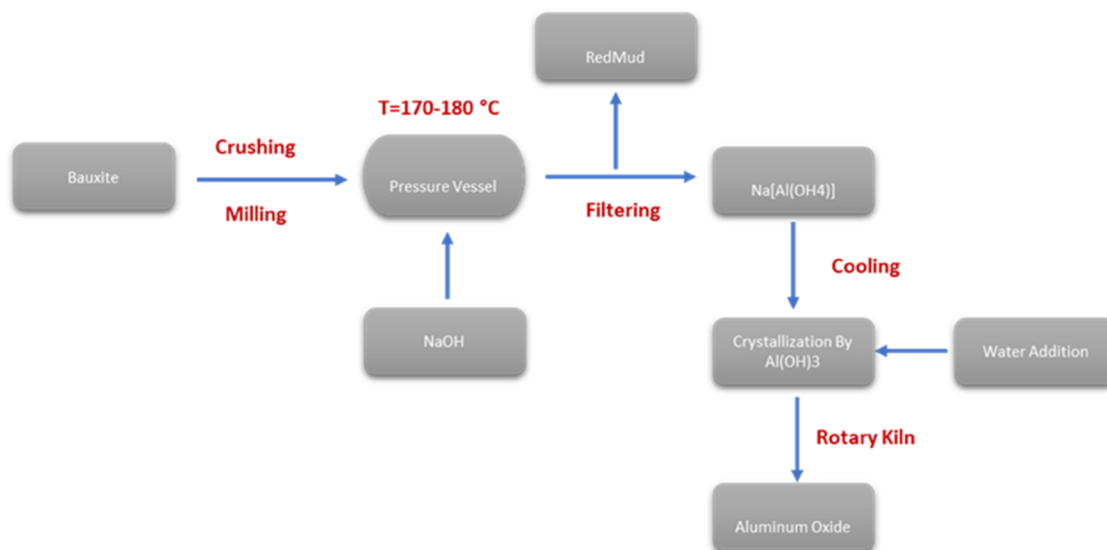 RedMud
T=170-180 °C
Crushing
Bauxite
Pressure Vessel
Na[Al(OH4)]
Milling
Filtering
Cooling
NaOH
Crystallization By
Al(OH)3
Water Addition
Rotary Kiln
Aluminum Oxide